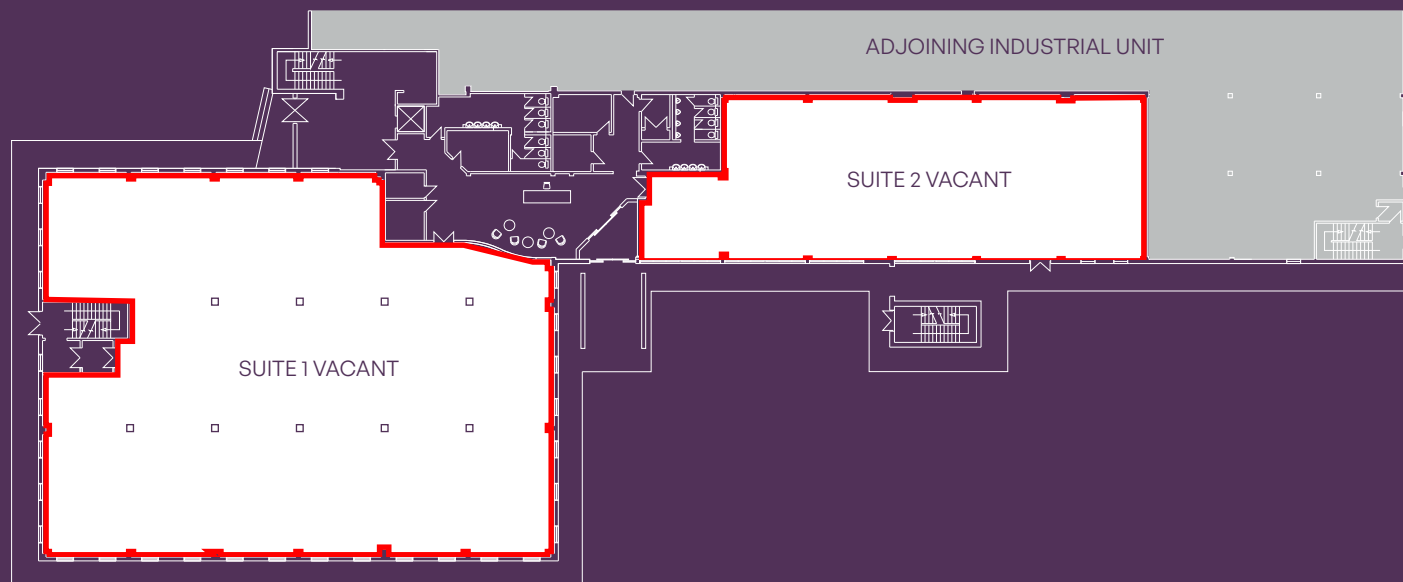 ADJOINING INDUSTRIAL UNIT
SUITE 2 VACANT
SUITE 1 VACANT